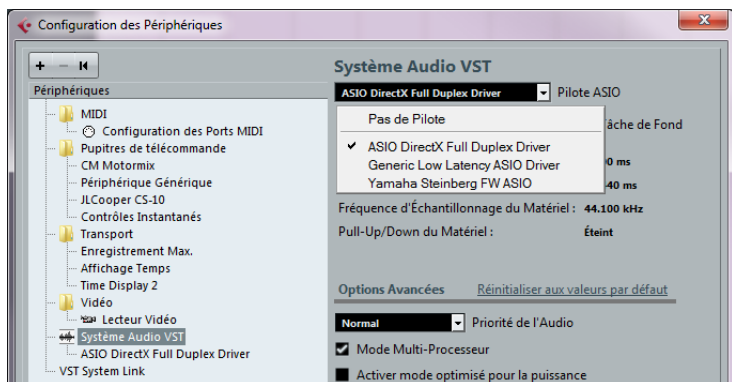 Configuration des Périphériques
Périphériques
MIDI
Configuration des Ports MIDI
Pupitres de télécommande
CM Motormix
Périphérique Générique
JLCooper CS-10
Contrôles Instantanés
Transport
Enregistrement Max.
Affichage Temps
Time Display 2
Vidéo
Lecteur Vidéo
Système Audio VST
ASIO DirectX Full Duplex Driver
VST System Link
Système Audio VST
ASIO DirectX Full Duplex Driver Pilote ASIO
Pas de Pilote
âche de Fond
ASIO DirectX Full Duplex Driver
Generic Low Latency ASIO Driver
0 ms
Yamaha Steinberg FW ASIO
40 ms
Fréquence d'Échantillonnage du Matériel : 44.100 kHz
Pull-Up/Down du Matériel : Éteint
Options Avancées Réinitialiser aux valeurs par défaut
Normal Priorité de l'Audio
Mode Multi-Processeur
Activer mode optimisé pour la puissance